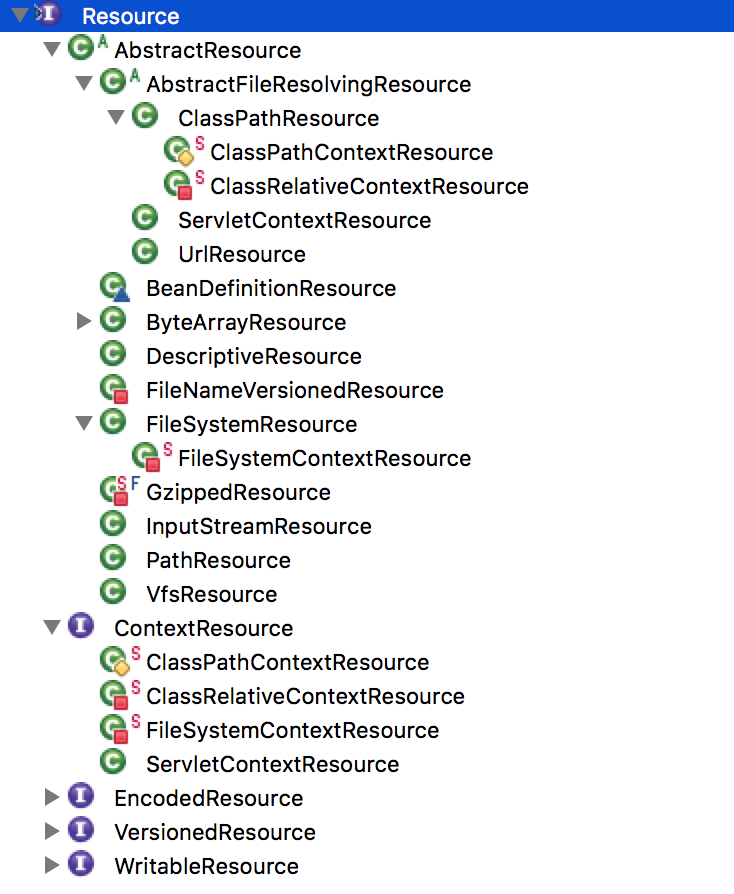 Resource
AbstractResource
AbstractFileResolvingResource
ClassPathResource
ClassPathContextResource
ClassRelativeContextResource
ServletContextResource
UrlResource
BeanDefinitionResource
ByteArrayResource
DescriptiveResource
FileNameVersionedResource
FileSystemResource
FileSystemContextResource
GzippedResource
InputStreamResource
PathResource
VfsResource
ContextResource
ClassPathContextResource
ClassRelativeContextResource
FileSystemContextResource
ServletContextResource
EncodedResource
VersionedResource
WritableResource